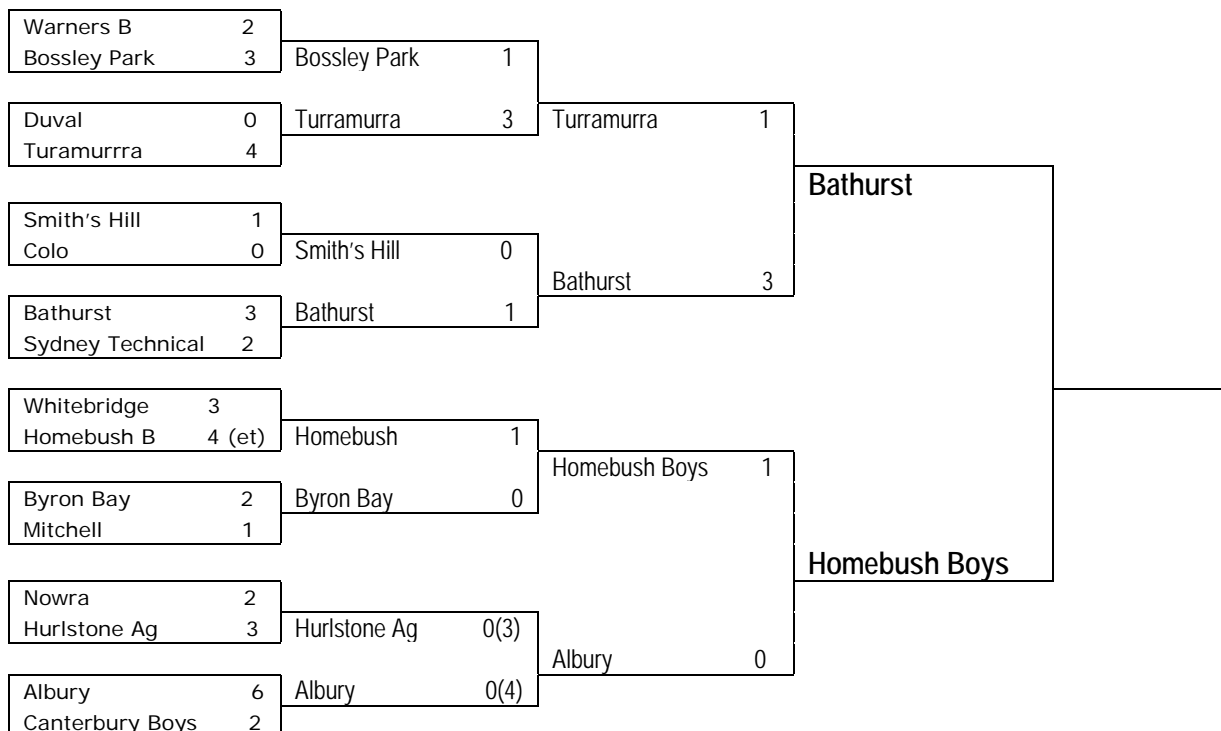 Warners B 2
Bossley Park 3
Bossley Park 1
Duval 0
Turamurrra 4
Turramurra 3
Turramurra 1
Bathurst
Smith's Hill 1
Colo 0
Smith's Hill 0
Bathurst 3
Bathurst 3
Sydney Technical 2
Bathurst 1
Whitebridge 3
Homebush B 4 (et)
Homebush 1
Homebush Boys 1
Byron Bay 2
Mitchell 1
Byron Bay 0
Homebush Boys
Nowra 2
Hurlstone Ag 3
Hurlstone Ag 0(3)
Albury 0
Albury 6
Canterbury Boys 2
Albury 0(4)